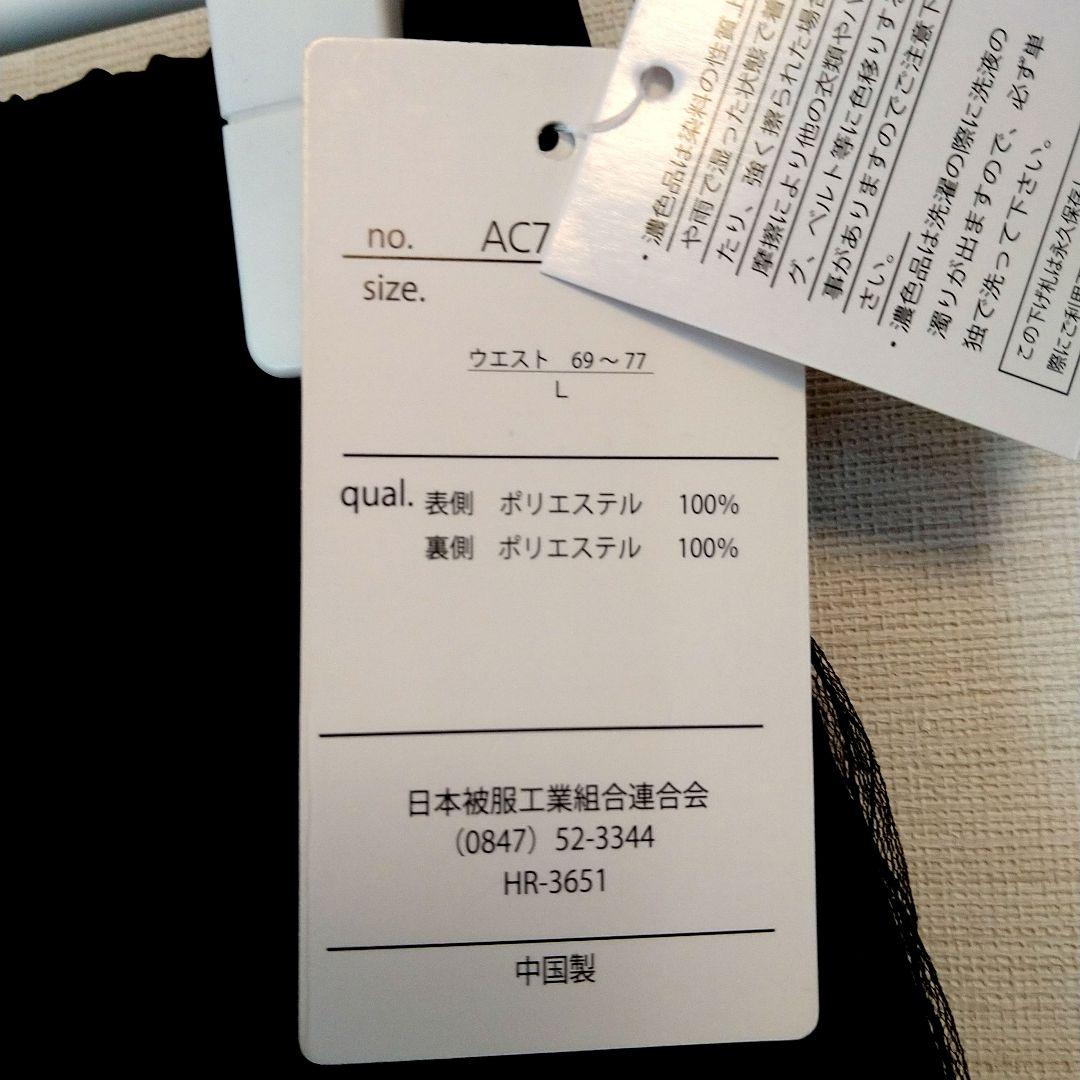 no. AC7
size.
ウエスト 69～77
L
qual. 表側 ポリエステル 100%
裏側 ポリエステル 100%
日本被服工業組合連合会
（0847）52-3344
HR-3651
中国製
・濃色品は染料の性質上
や雨で湿った状態で着
たり、強く擦られた場合
摩擦により他の衣類やバ
グ、ベルト等に色移りする
事がありますのでご注意下
さい。
・濃色品は洗濯の際に洗液の
濁りが出ますので、必ず単
独で洗って下さい。
この下げ札は永久保存
際にご利用